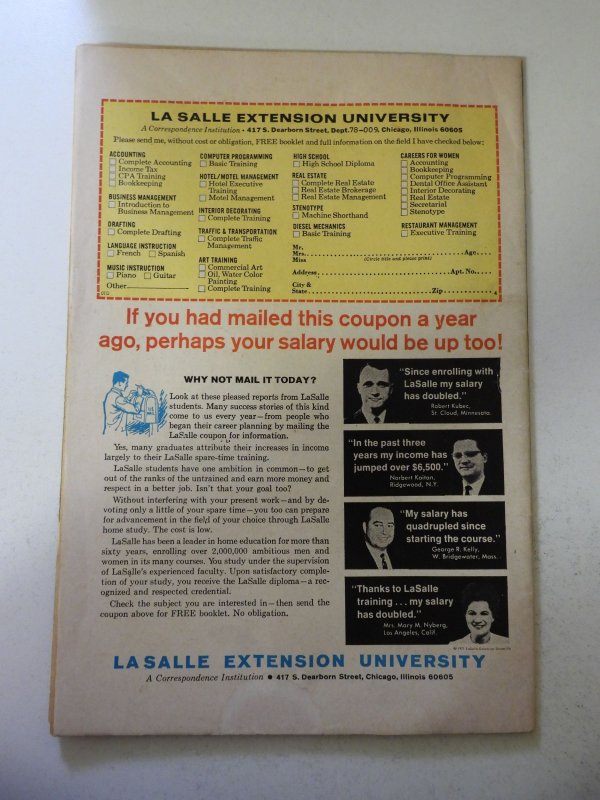 LA SALLE EXTENSION UNIVERSITY
A Correspondence Institution • 417 S. Dearborn Street, Dept. 78-009, Chicago, Illinois 60605
Please send me, without cost or obligation, FREE booklet and full information on the field I have checked below:
ACCOUNTING
Complete Accounting
Income Tax
CPA Training
Bookkeeping
BUSINESS MANAGEMENT
Introduction to
Business Management
DRAFTING
Complete Drafting
LANGUAGE INSTRUCTION
French Spanish
MUSIC INSTRUCTION
Piano Guitar
Other
COMPUTER PROGRAMMING
Basic Training
HOTEL/MOTEL MANAGEMENT
Hotel Executive
Training
Motel Management
INTERIOR DECORATING
Complete Training
TRAFFIC & TRANSPORTATION
Complete Traffic
Management
ART TRAINING
Commercial Art
Oil, Water Color
Painting
Complete Training
HIGH SCHOOL
High School Diploma
REAL ESTATE
Complete Real Estate
Real Estate Brokerage
Real Estate Management
STENOTYPE
Machine Shorthand
DIESEL MECHANICS
Basic Training
CAREERS FOR WOMEN
Accounting
Bookkeeping
Computer Programming
Dental Office Assistant
Interior Decorating
Real Estate
Secretarial
Stenotype
RESTAURANT MANAGEMENT
Executive Training
Mr.
Mrs. Age
Miss (Circle title and please print)
Address Apt. No.
City &
State Zip
If you had mailed this coupon a year
ago, perhaps your salary would be up too!
WHY NOT MAIL IT TODAY?
Look at these pleased reports from LaSalle
students. Many success stories of this kind
come to us every year—from people who
began their career planning by mailing the
LaSalle coupon for information.
Yes, many graduates attribute their increases in income
largely to their LaSalle spare-time training.
LaSalle students have one ambition in common—to get
out of the ranks of the untrained and earn more money and
respect in a better job. Isn't that your goal too?
Without interfering with your present work—and by de-
voting only a little of your spare time—you too can prepare
for advancement in the field of your choice through LaSalle
home study. The cost is low.
LaSalle has been a leader in home education for more than
sixty years, enrolling over 2,000,000 ambitious men and
women in its many courses. You study under the supervision
of LaSalle's experienced faculty. Upon satisfactory comple-
tion of your study, you receive the LaSalle diploma—a rec-
ognized and respected credential.
Check the subject you are interested in—then send the
coupon above for FREE booklet. No obligation.
"Since enrolling with
LaSalle my salary
has doubled."
Robert Kubec,
St. Cloud, Minnesota.
"In the past three
years my income has
jumped over $6,500."
Norbert Kaiton,
Ridgewood, N.Y.
"My salary has
quadrupled since
starting the course."
George R. Kelly,
W. Bridgewater, Mass.
"Thanks to LaSalle
training . . . my salary
has doubled."
Mrs. Mary M. Nyberg,
Los Angeles, Calif.
LA SALLE EXTENSION UNIVERSITY
A Correspondence Institution • 417 S. Dearborn Street, Chicago, Illinois 60605